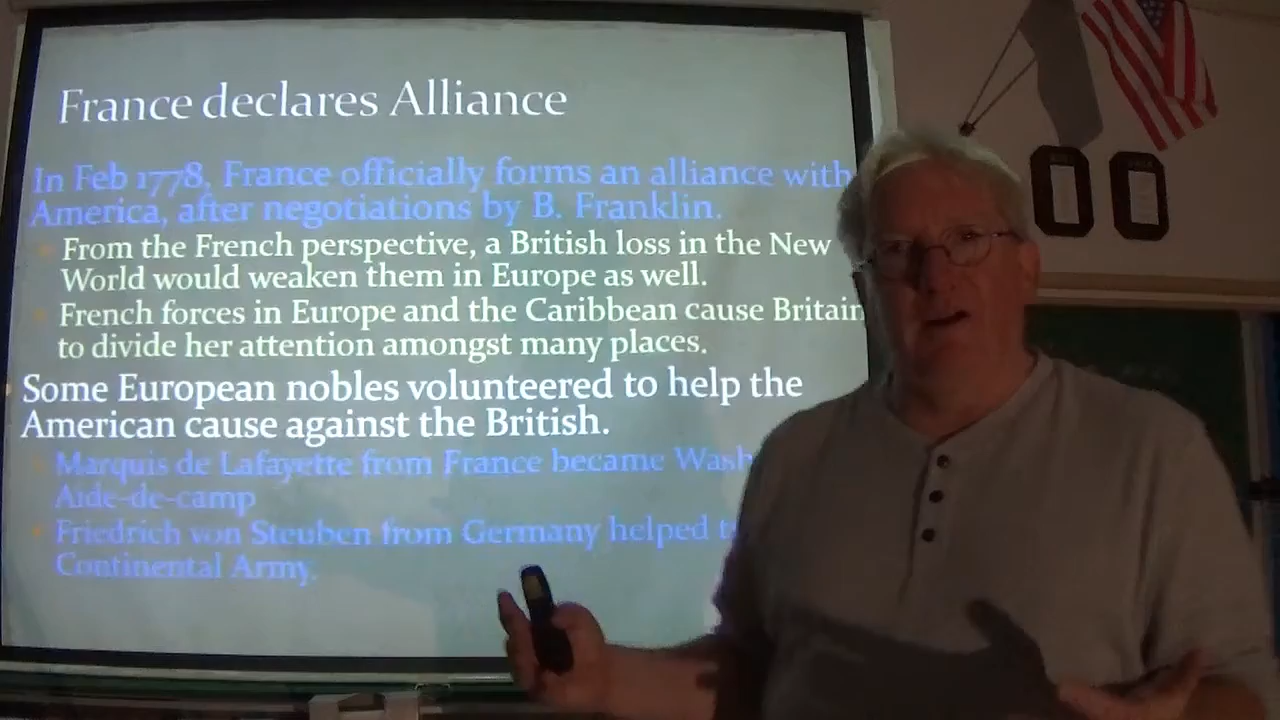 France declares Alliance
In Feb 1778, France officially forms an alliance with
America, after negotiations by B. Franklin.
From the French perspective, a British loss in the New
World would weaken them in Europe as well.
French forces in Europe and the Caribbean cause Britain
to divide her attention amongst many places.
Some European nobles volunteered to help the
American cause against the British.
Marquis de Lafayette from France became Wash
Aide-de-camp
Friedrich von Steuben from Germany helped t
Continental Army.